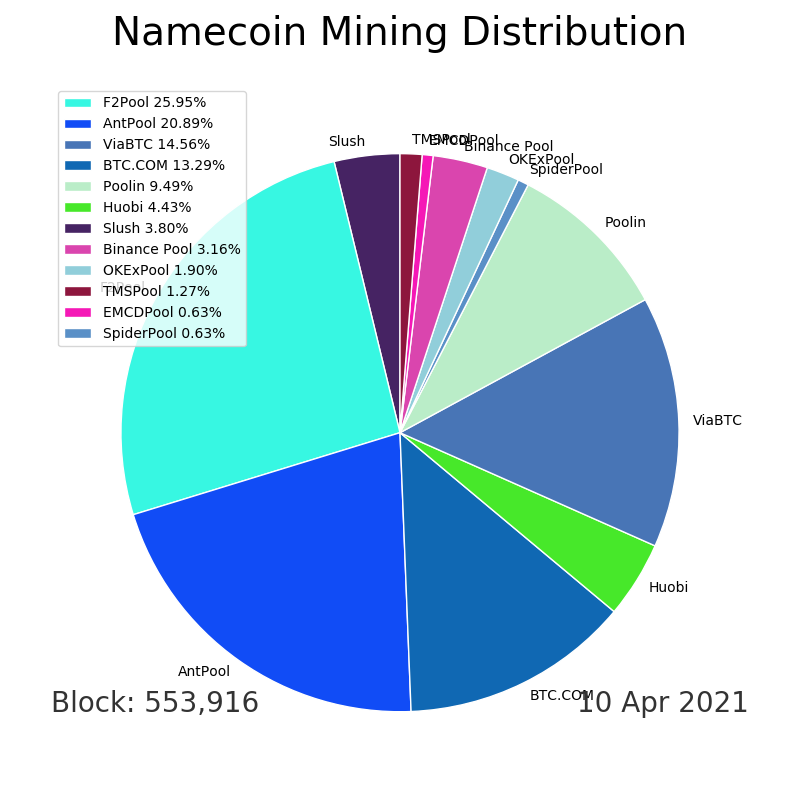 Namecoin Mining Distribution
F2Pool 25.95%
AntPool 20.89%
ViaBTC 14.56%
BTC.COM 13.29%
Poolin 9.49%
Huobi 4.43%
Slush 3.80%
Binance Pool 3.16%
OKExPool 1.90%
TMSPool 1.27%
EMCDPool 0.63%
SpiderPool 0.63%
Slush
TMSPool
EMCDPool
Binance Pool
OKExPool
SpiderPool
Poolin
ViaBTC
Huobi
BTC.COM
AntPool
F2Pool
Block: 553,916
10 Apr 2021